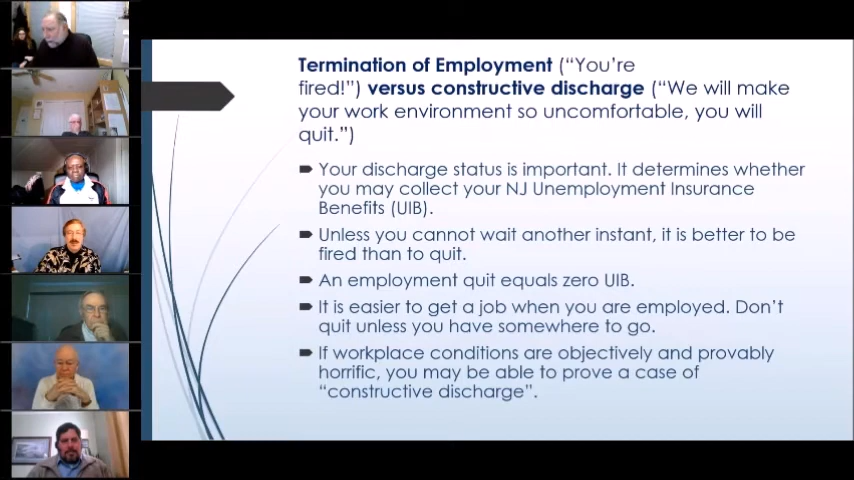 Termination of Employment (“You’re
fired!”) versus constructive discharge (“We will make
your work environment so uncomfortable, you will
quit.”)
Your discharge status is important. It determines whether
you may collect your NJ Unemployment Insurance
Benefits (UIB).
Unless you cannot wait another instant, it is better to be
fired than to quit.
An employment quit equals zero UIB.
It is easier to get a job when you are employed. Don’t
quit unless you have somewhere to go.
If workplace conditions are objectively and provably
horrific, you may be able to prove a case of
“constructive discharge”.